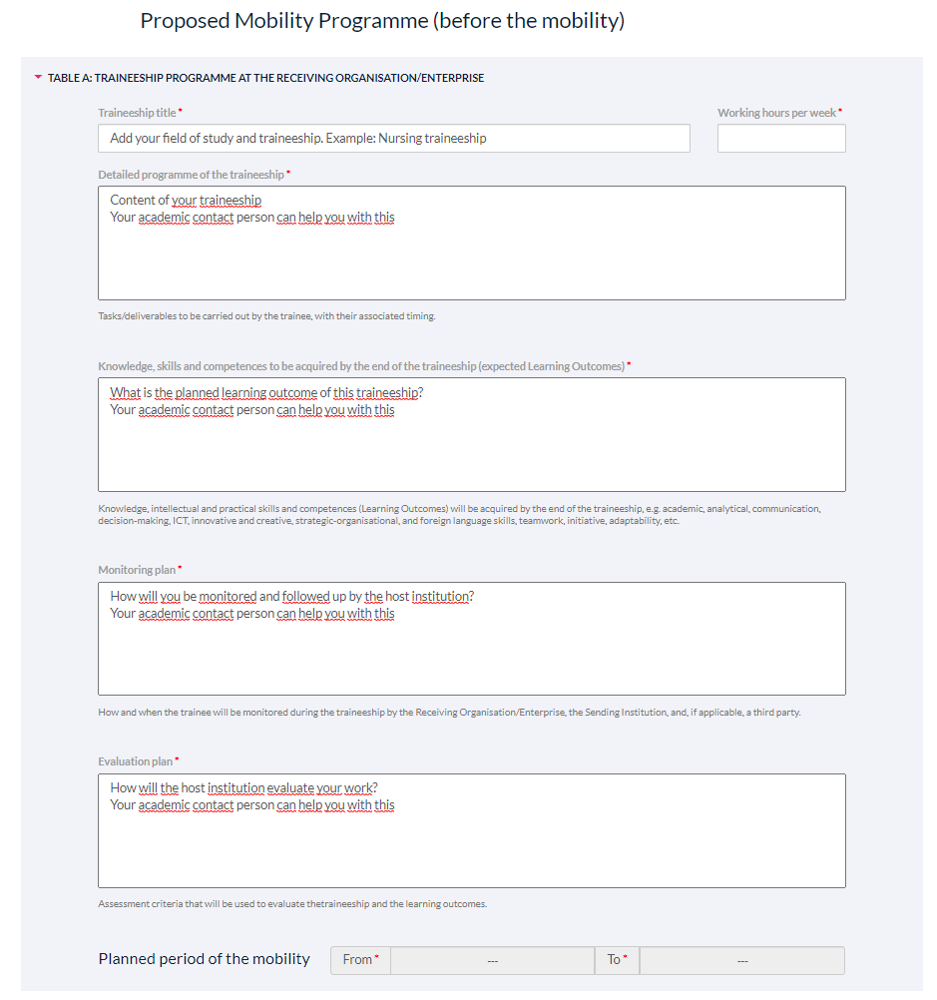 Proposed Mobility Programme (before the mobility)
TABLE A: TRAINEESHIP PROGRAMME AT THE RECEIVING ORGANISATION/ENTERPRISE
Traineeship title * Working hours per week *
Add your field of study and traineeship. Example: Nursing traineeship
Detailed programme of the traineeship *
Content of your traineeship
Your academic contact person can help you with this
Tasks/deliverables to be carried out by the trainee, with their associated timing.
Knowledge, skills and competences to be acquired by the end of the traineeship (expected Learning Outcomes) *
What is the planned learning outcome of this traineeship?
Your academic contact person can help you with this
Knowledge, intellectual and practical skills and competences (Learning Outcomes) will be acquired by the end of the traineeship, e.g. academic, analytical, communication,
decision-making, ICT, innovative and creative, strategic-organisational, and foreign language skills, teamwork, initiative, adaptability, etc.
Monitoring plan *
How will you be monitored and followed up by the host institution?
Your academic contact person can help you with this
How and when the trainee will be monitored during the traineeship by the Receiving Organisation/Enterprise, the Sending Institution, and, if applicable, a third party.
Evaluation plan *
How will the host institution evaluate your work?
Your academic contact person can help you with this
Assessment criteria that will be used to evaluate thetraineeship and the learning outcomes.
Planned period of the mobility From * --- To * ---